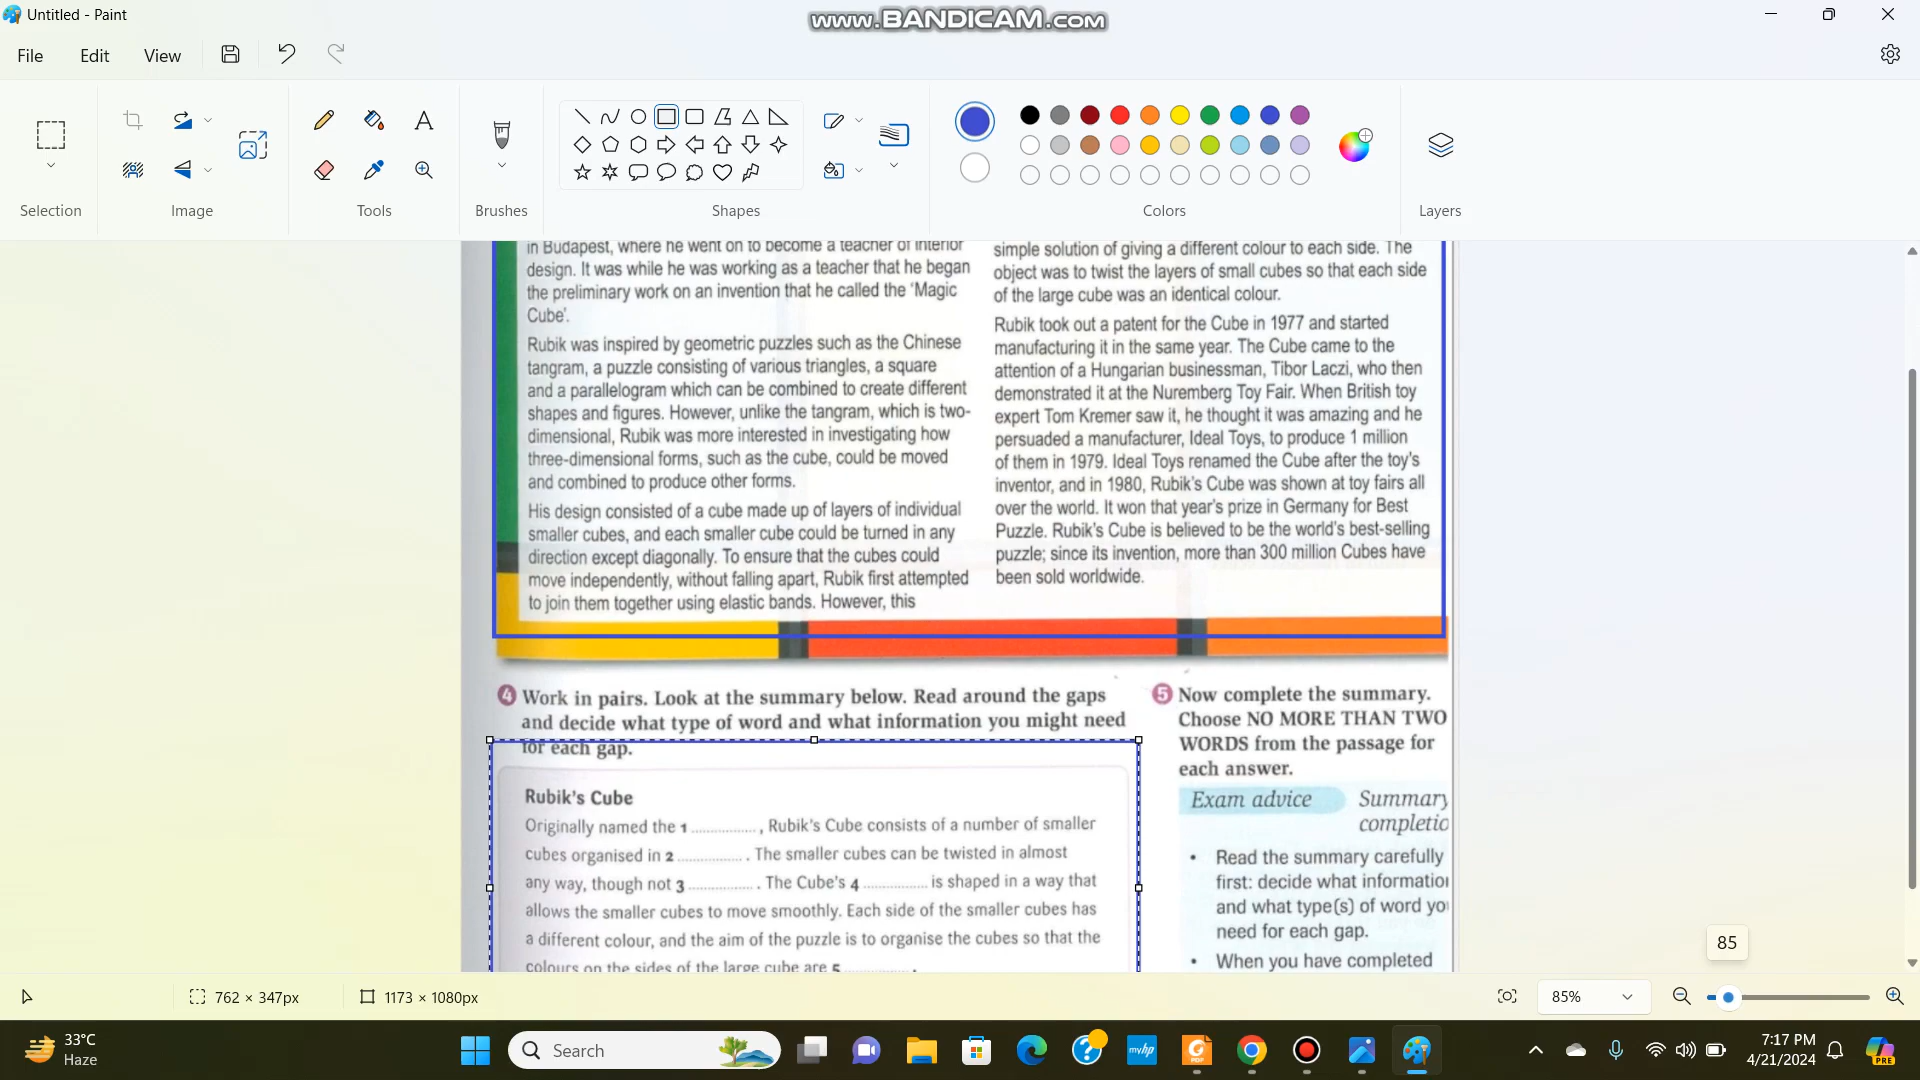 Untitled - Paint
www.BANDICAM.com
File
Edit
View
Selection
Image
Tools
Brushes
Shapes
Colors
Layers
in Budapest, where he went on to become a teacher of interior
design. It was while he was working as a teacher that he began
the preliminary work on an invention that he called the ‘Magic
Cube’.
Rubik was inspired by geometric puzzles such as the Chinese
tangram, a puzzle consisting of various triangles, a square
and a parallelogram which can be combined to create different
shapes and figures. However, unlike the tangram, which is two-
dimensional, Rubik was more interested in investigating how
three-dimensional forms, such as the cube, could be moved
and combined to produce other forms.
His design consisted of a cube made up of layers of individual
smaller cubes, and each smaller cube could be turned in any
direction except diagonally. To ensure that the cubes could
move independently, without falling apart, Rubik first attempted
to join them together using elastic bands. However, this
simple solution of giving a different colour to each side. The
object was to twist the layers of small cubes so that each side
of the large cube was an identical colour.
Rubik took out a patent for the Cube in 1977 and started
manufacturing it in the same year. The Cube came to the
attention of a Hungarian businessman, Tibor Laczi, who then
demonstrated it at the Nuremberg Toy Fair. When British toy
expert Tom Kremer saw it, he thought it was amazing and he
persuaded a manufacturer, Ideal Toys, to produce 1 million
of them in 1979. Ideal Toys renamed the Cube after the toy’s
inventor, and in 1980, Rubik’s Cube was shown at toy fairs all
over the world. It won that year’s prize in Germany for Best
Puzzle. Rubik’s Cube is believed to be the world’s best-selling
puzzle; since its invention, more than 300 million Cubes have
been sold worldwide.
4 Work in pairs. Look at the summary below. Read around the gaps
and decide what type of word and what information you might need
for each gap.
Rubik’s Cube
Originally named the 1 .............. , Rubik’s Cube consists of a number of smaller
cubes organised in 2 .............. . The smaller cubes can be twisted in almost
any way, though not 3 .............. . The Cube’s 4 .............. is shaped in a way that
allows the smaller cubes to move smoothly. Each side of the smaller cubes has
a different colour, and the aim of the puzzle is to organise the cubes so that the
colours on the sides of the large cube are 5 .............. .
5 Now complete the summary.
Choose NO MORE THAN TWO
WORDS from the passage for
each answer.
Exam advice Summary
completio
• Read the summary carefully
first: decide what information
and what type(s) of word yo
need for each gap.
• When you have completed
85
762 × 347px
1173 × 1080px
85%
33°C
Haze
Search
myhp
PDF
7:17 PM
4/21/2024
PRE